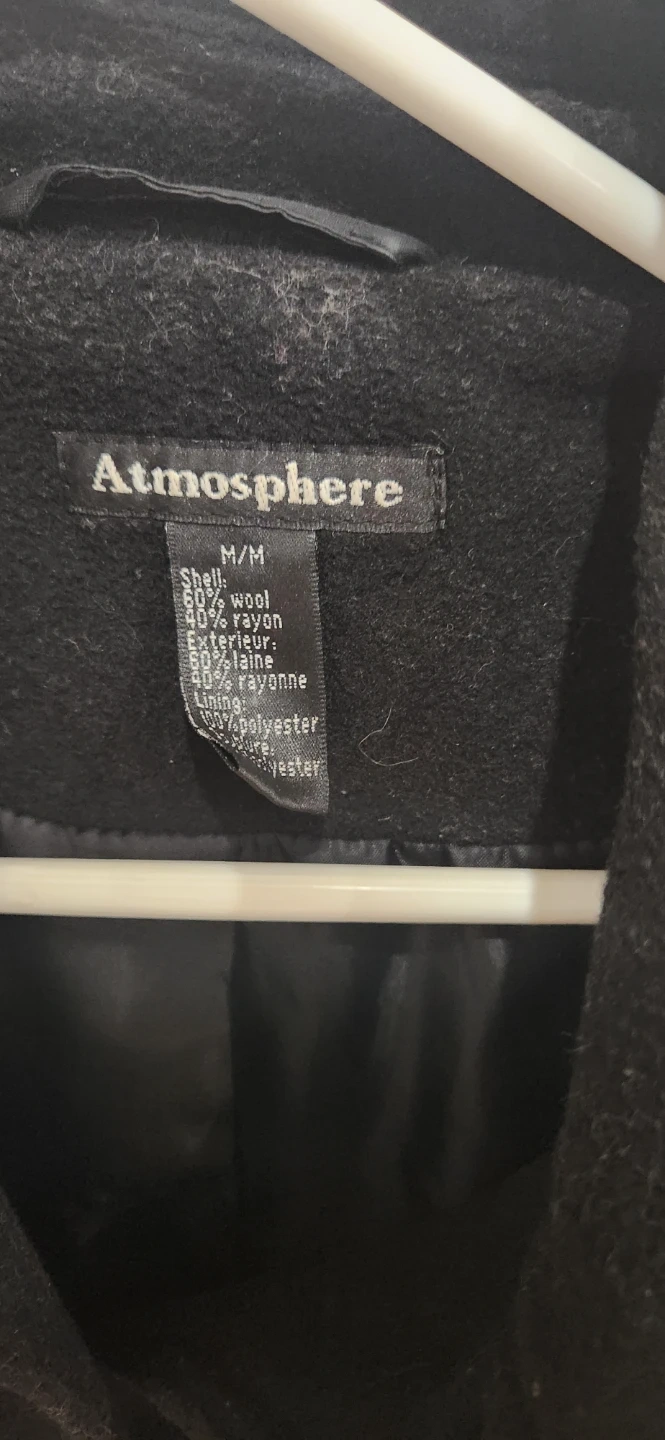 Atmosphere
M/M
Shell:
60% wool
40% rayon
Exterieur:
60% laine
40% rayonne
Lining:
100% polyester